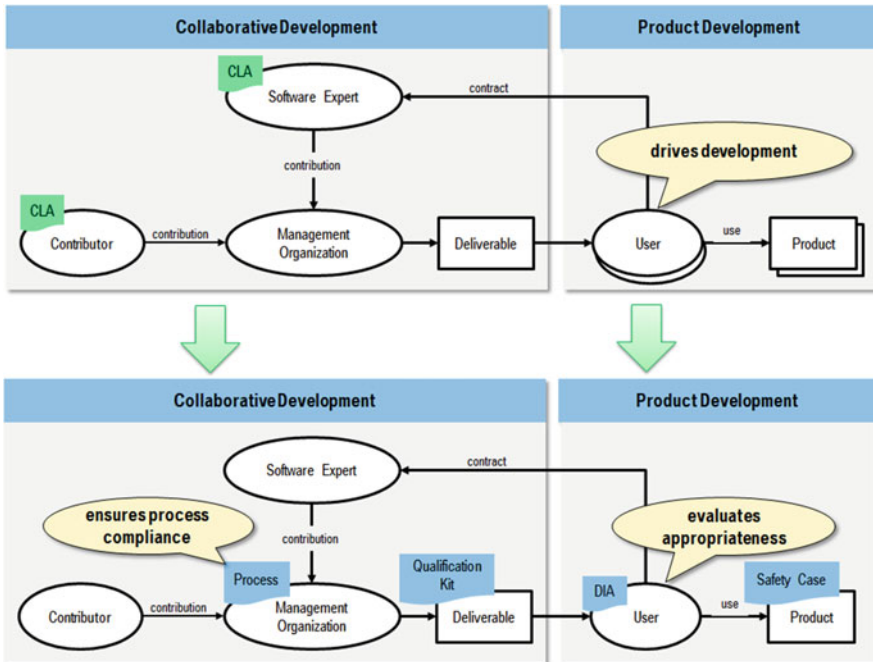 Collaborative Development
Product Development
CLA
Software Expert
contract
drives development
contribution
CLA
Contributor
contribution
Management
Organization
Deliverable
User
use
Product
Collaborative Development
Product Development
Software Expert
contract
ensures process
compliance
contribution
evaluates
appropriateness
Process
Qualification
Kit
DIA
Safety Case
Contributor
contribution
Management
Organization
Deliverable
User
use
Product